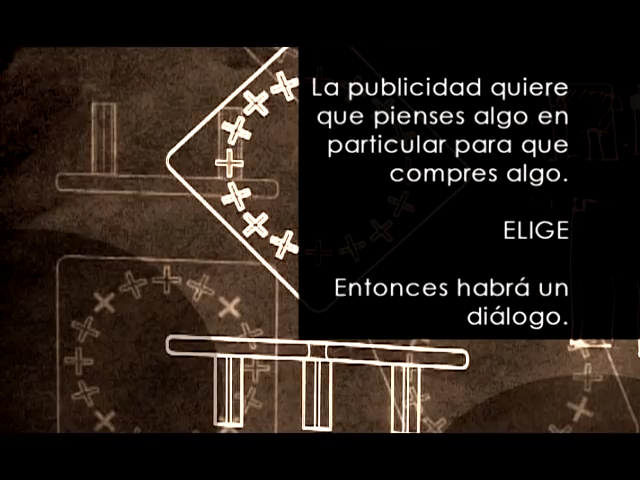 La publicidad quiere
que pienses algo en
particular para que
compres algo.
ELIGE
Entonces habrá un
diálogo.